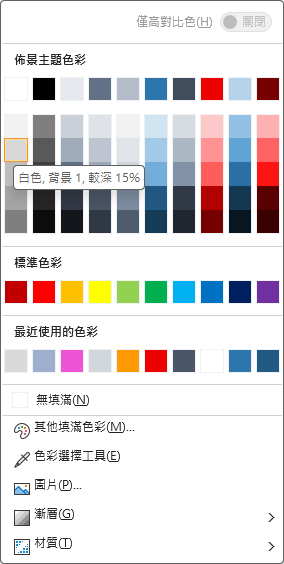 僅高對比色(H) 關閉
佈景主題色彩
白色, 背景 1, 較深 15%
標準色彩
最近使用的色彩
無填滿(N)
其他填滿色彩(M)...
色彩選擇工具(E)
圖片(P)...
漸層(G)
材質(T)